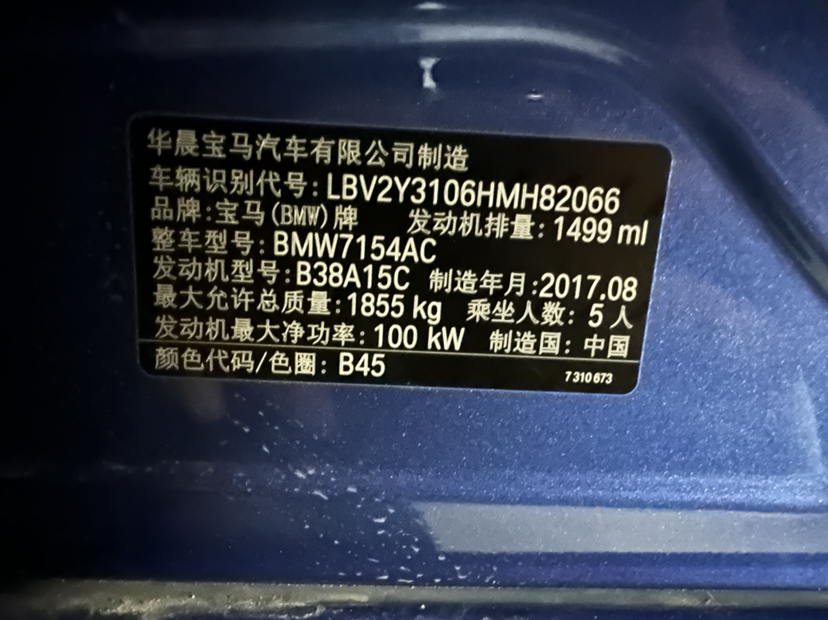 华晨宝马汽车有限公司制造
车辆识别代号: LBV2Y3106HMH82066
品牌: 宝马(BMW)牌 发动机排量: 1499 ml
整车型号: BMW7154AC
发动机型号: B38A15C 制造年月: 2017.08
最大允许总质量: 1855 kg 乘坐人数: 5人
发动机最大净功率: 100 kW 制造国: 中国
颜色代码/色圈: B45
7 310 673